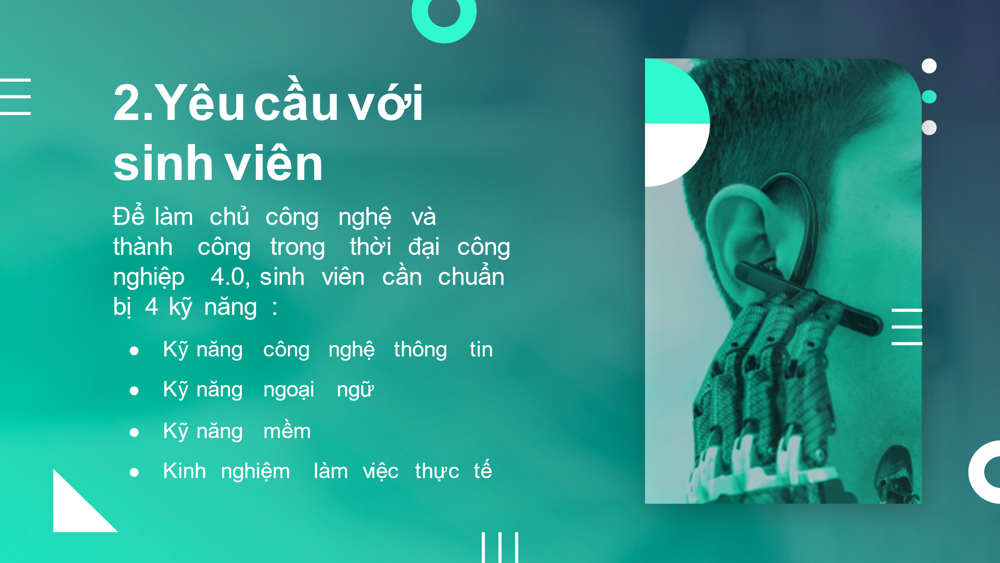 2.Yêu cầu với
sinh viên
Để làm chủ công nghệ và
thành công trong thời đại công
nghiệp 4.0, sinh viên cần chuẩn
bị 4 kỹ năng :
● Kỹ năng công nghệ thông tin
● Kỹ năng ngoại ngữ
● Kỹ năng mềm
● Kinh nghiệm làm việc thực tế